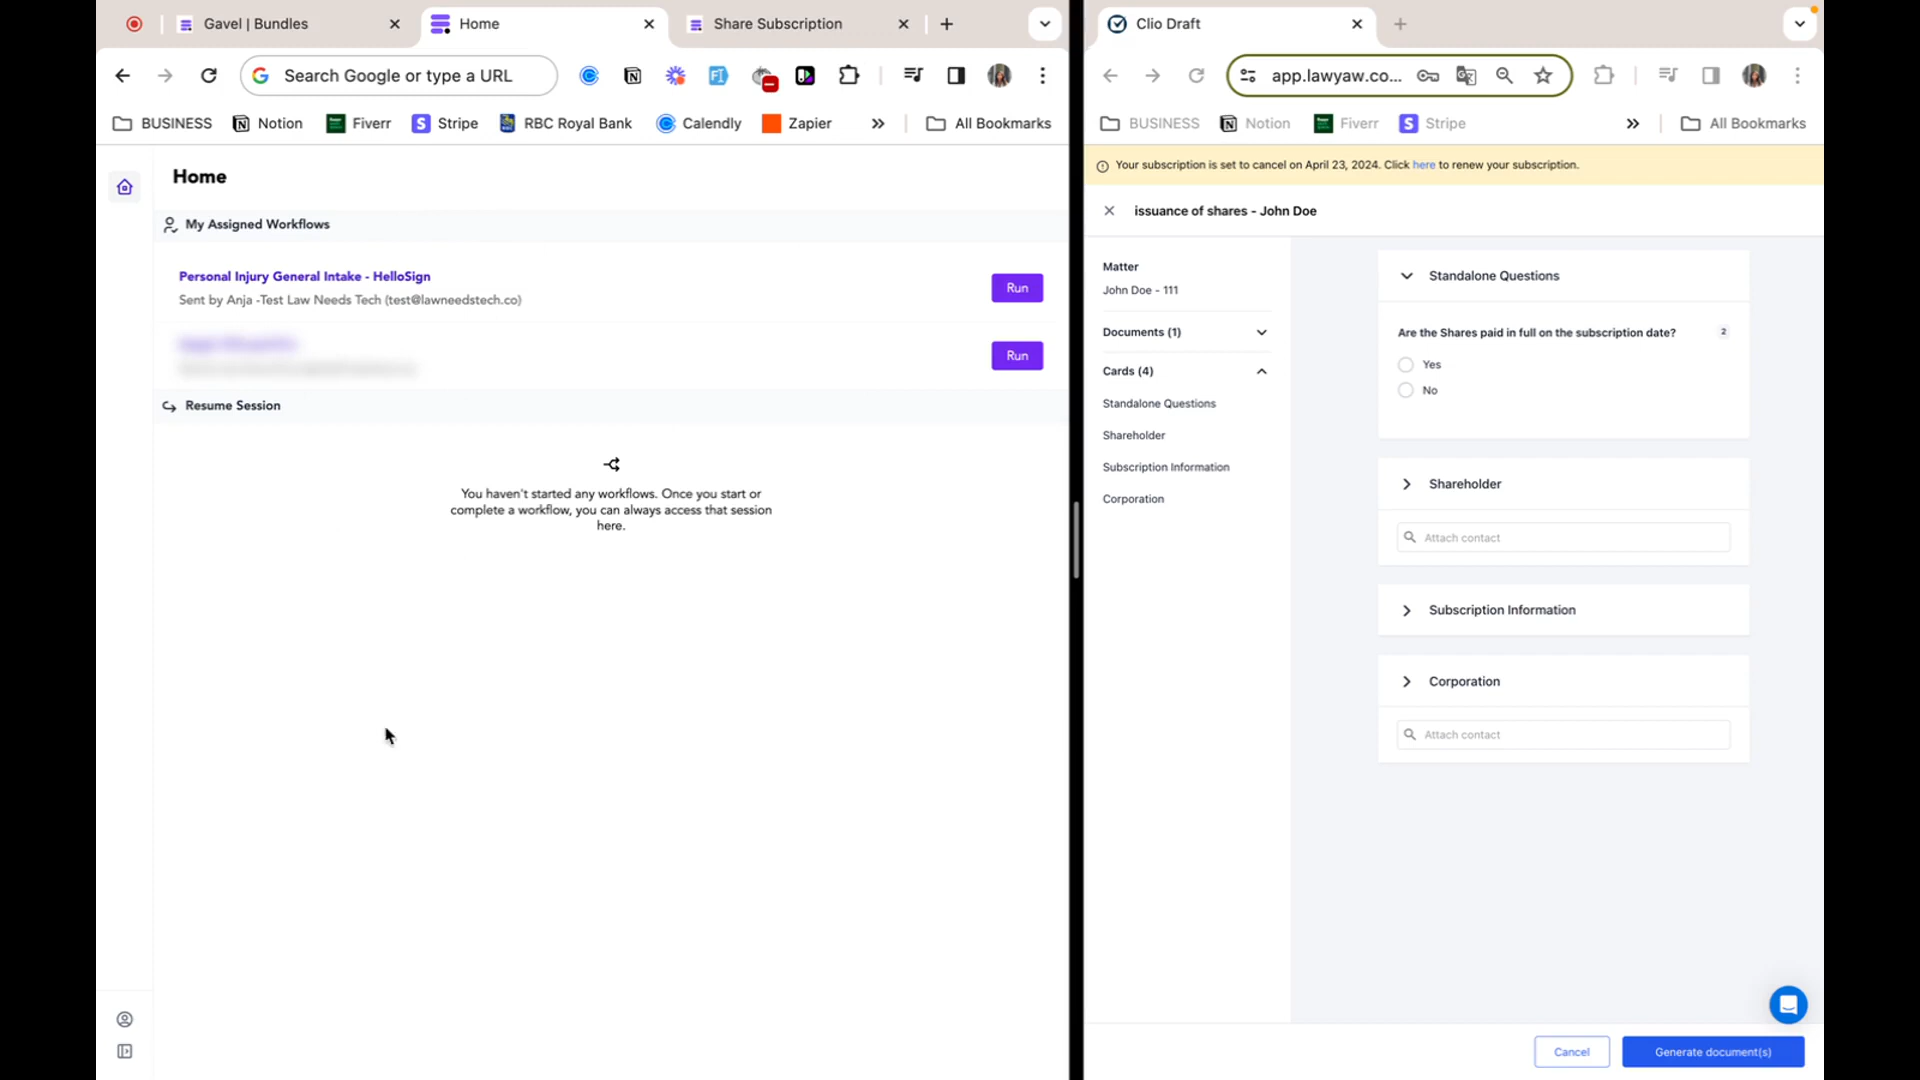 Gavel | Bundles
Home
Share Subscription
Search Google or type a URL
BUSINESS
Notion
Fiverr
Stripe
RBC Royal Bank
Calendly
Zapier
All Bookmarks
Home
My Assigned Workflows
Personal Injury General Intake - HelloSign
Sent by Anja -Test Law Needs Tech (test@lawneedstech.co)
Run
Run
Resume Session
You haven't started any workflows. Once you start or
complete a workflow, you can always access that session
here.
Clio Draft
app.lawyaw.co...
BUSINESS
Notion
Fiverr
Stripe
All Bookmarks
Your subscription is set to cancel on April 23, 2024. Click here to renew your subscription.
issuance of shares - John Doe
Matter
John Doe - 111
Documents (1)
Cards (4)
Standalone Questions
Shareholder
Subscription Information
Corporation
Standalone Questions
Are the Shares paid in full on the subscription date? 2
Yes
No
Shareholder
Attach contact
Subscription Information
Corporation
Attach contact
Cancel
Generate document(s)